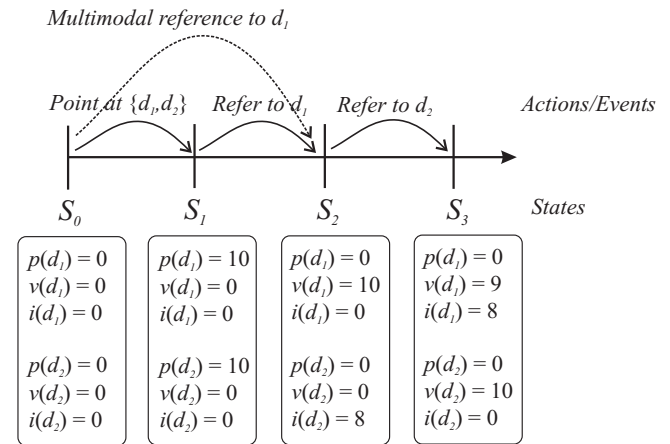 Multimodal reference to d₁
Point at {d₁,d₂} Refer to d₁ Refer to d₂ Actions/Events
S₀ S₁ S₂ S₃ States
p(d₁) = 0 p(d₁) = 10 p(d₁) = 0 p(d₁) = 0
v(d₁) = 0 v(d₁) = 0 v(d₁) = 10 v(d₁) = 9
i(d₁) = 0 i(d₁) = 0 i(d₁) = 0 i(d₁) = 8
p(d₂) = 0 p(d₂) = 10 p(d₂) = 0 p(d₂) = 0
v(d₂) = 0 v(d₂) = 0 v(d₂) = 0 v(d₂) = 10
i(d₂) = 0 i(d₂) = 0 i(d₂) = 8 i(d₂) = 0